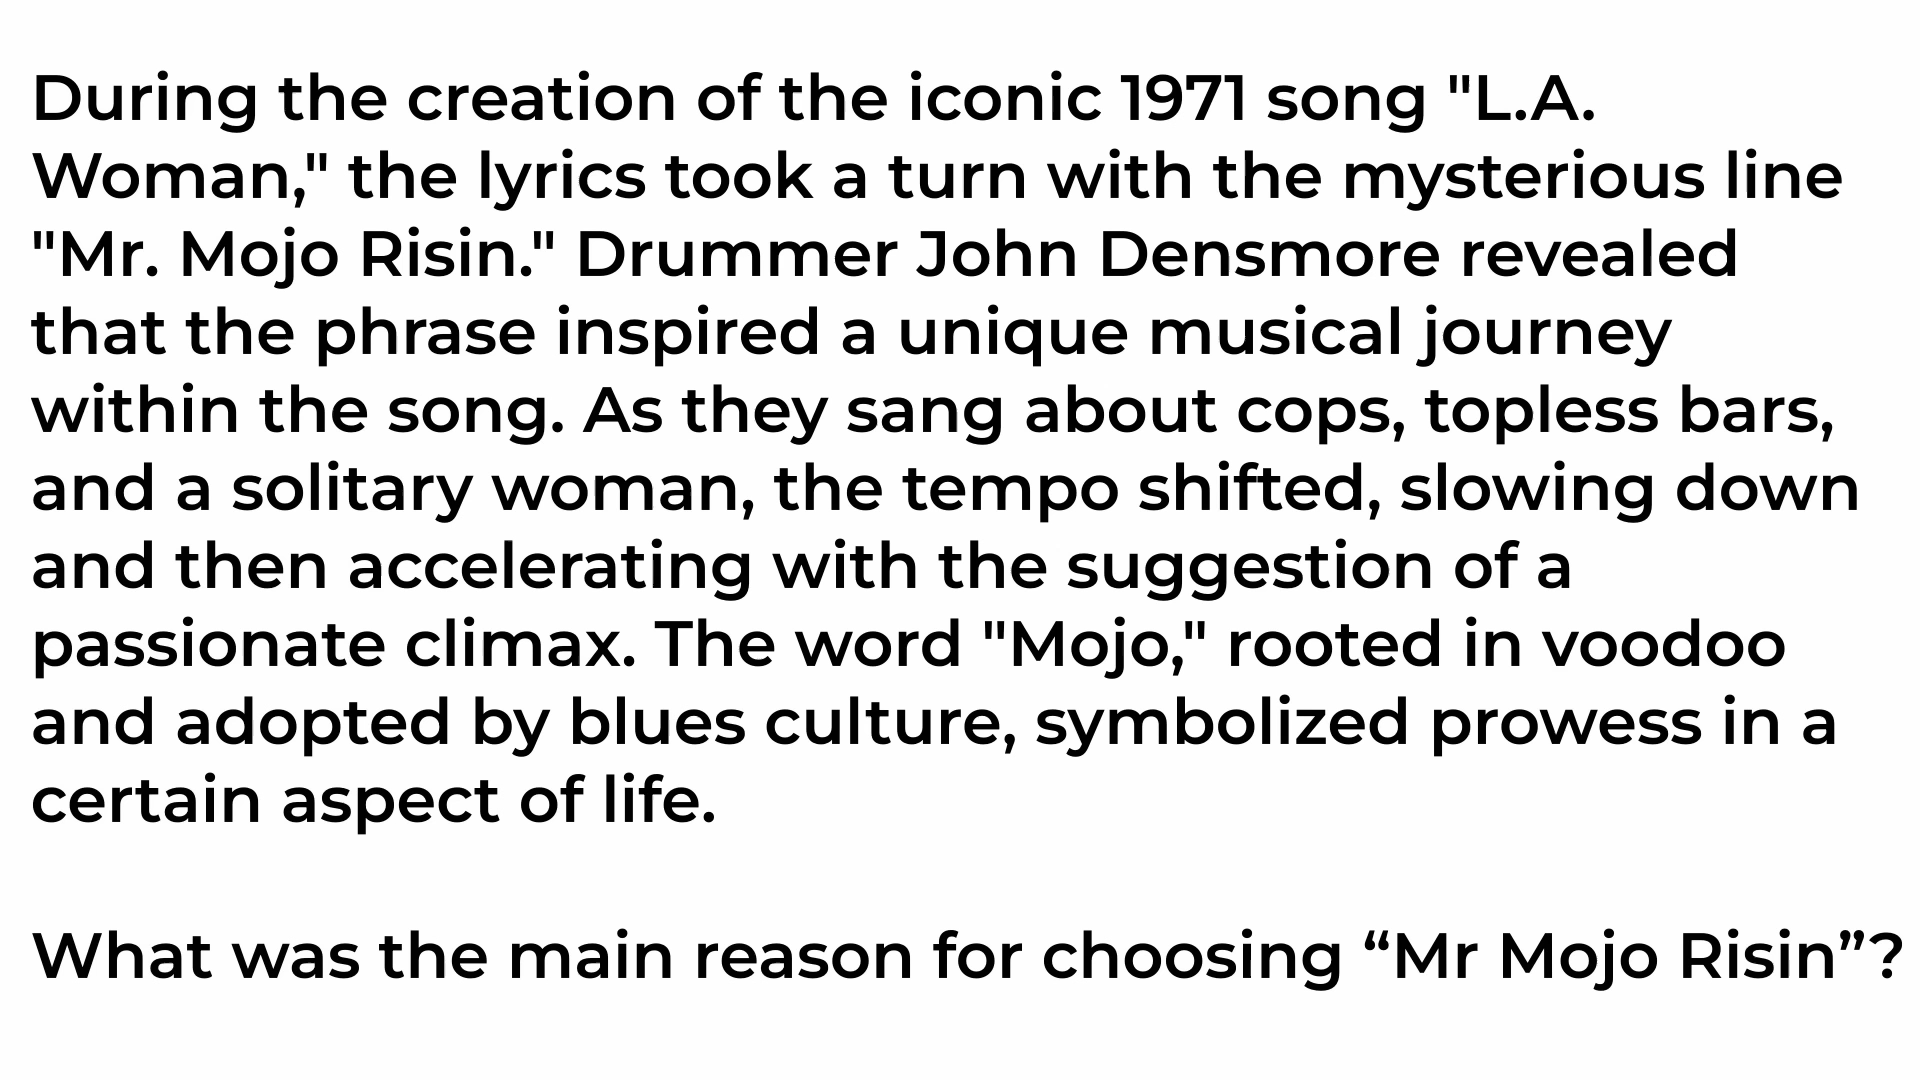 During the creation of the iconic 1971 song "L.A.
Woman," the lyrics took a turn with the mysterious line
"Mr. Mojo Risin." Drummer John Densmore revealed
that the phrase inspired a unique musical journey
within the song. As they sang about cops, topless bars,
and a solitary woman, the tempo shifted, slowing down
and then accelerating with the suggestion of a
passionate climax. The word "Mojo," rooted in voodoo
and adopted by blues culture, symbolized prowess in a
certain aspect of life.
What was the main reason for choosing “Mr Mojo Risin”?